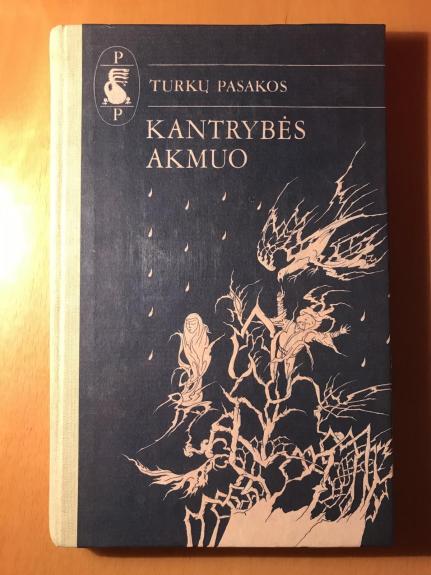 P
P
TURKŲ PASAKOS
KANTRYBĖS
AKMUO